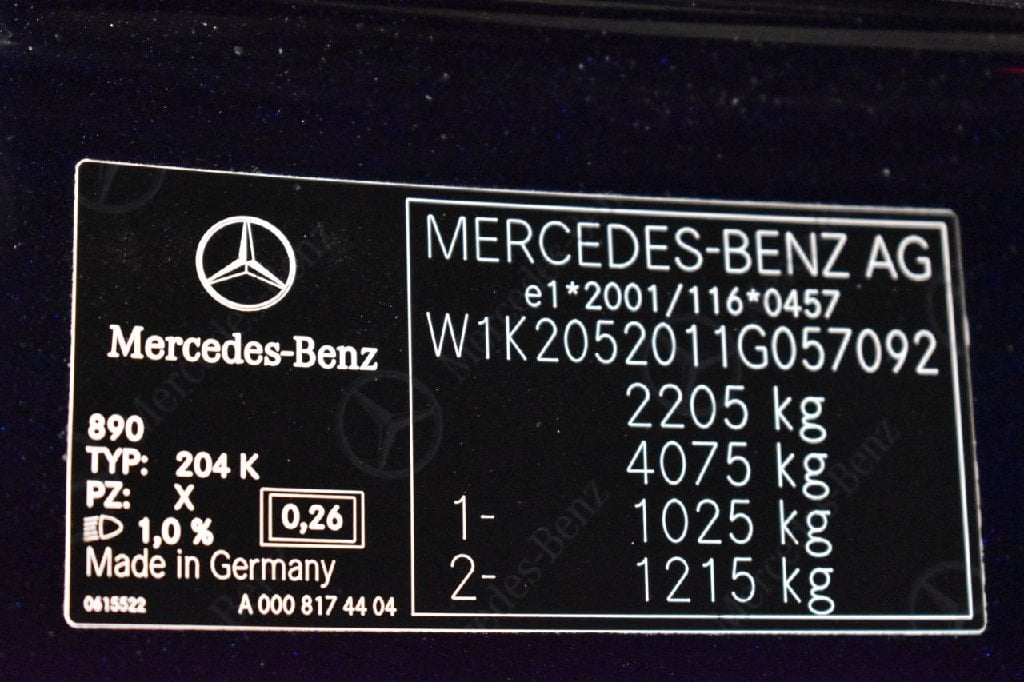 Mercedes-Benz
890
TYP: 204 K
PZ: X
1,0 %
0,26
Made in Germany
0615522
A 000 817 44 04
MERCEDES-BENZ AG
e1*2001/116*0457
W1K2052011G057092
2205 kg
4075 kg
1- 1025 kg
2- 1215 kg